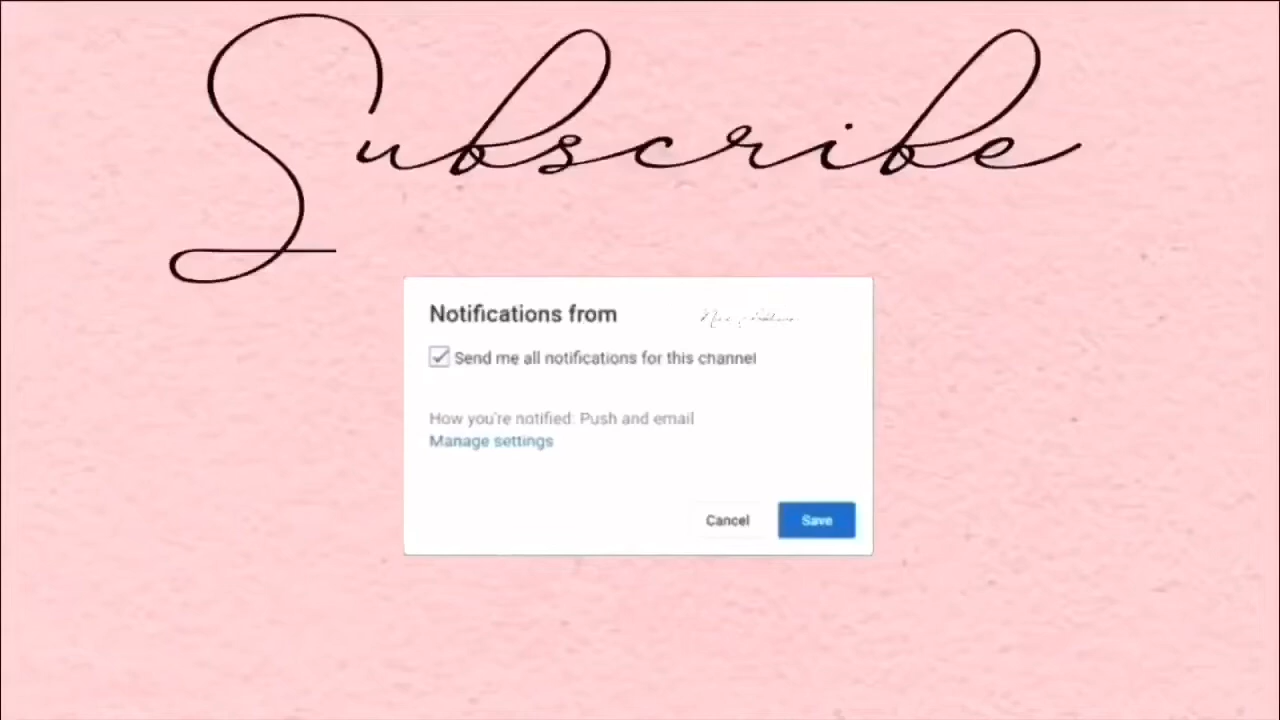 Subscribe
Notifications from
Send me all notifications for this channel
How you're notified: Push and email
Manage settings
Cancel
Save